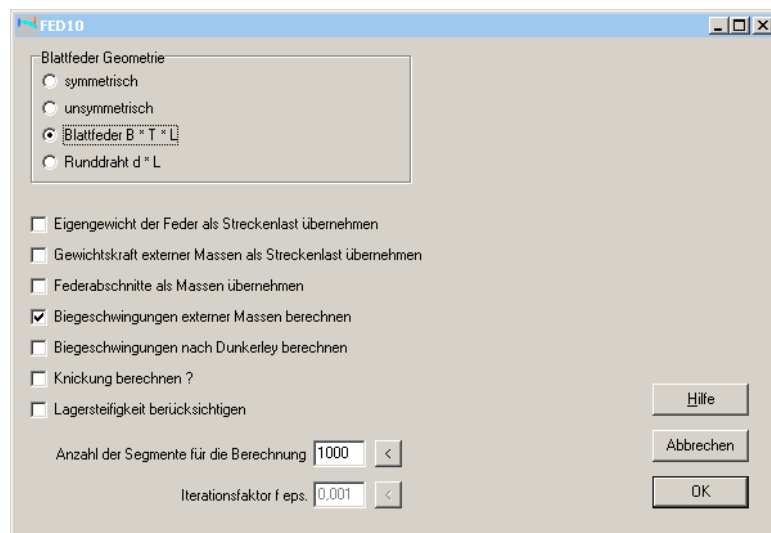 FED10
Blattfeder Geometrie
symmetrisch
unsymmetrisch
Blattfeder B * T * L
Runddraht d * L
Eigengewicht der Feder als Streckenlast übernehmen
Gewichtskraft externer Massen als Streckenlast übernehmen
Federabschnitte als Massen übernehmen
Biegeschwingungen externer Massen berechnen
Biegeschwingungen nach Dunkerley berechnen
Knickung berechnen ?
Lagersteifigkeit berücksichtigen
Hilfe
Anzahl der Segmente für die Berechnung 1000 <
Abbrechen
Iterationsfaktor f eps. 0,001 <
OK